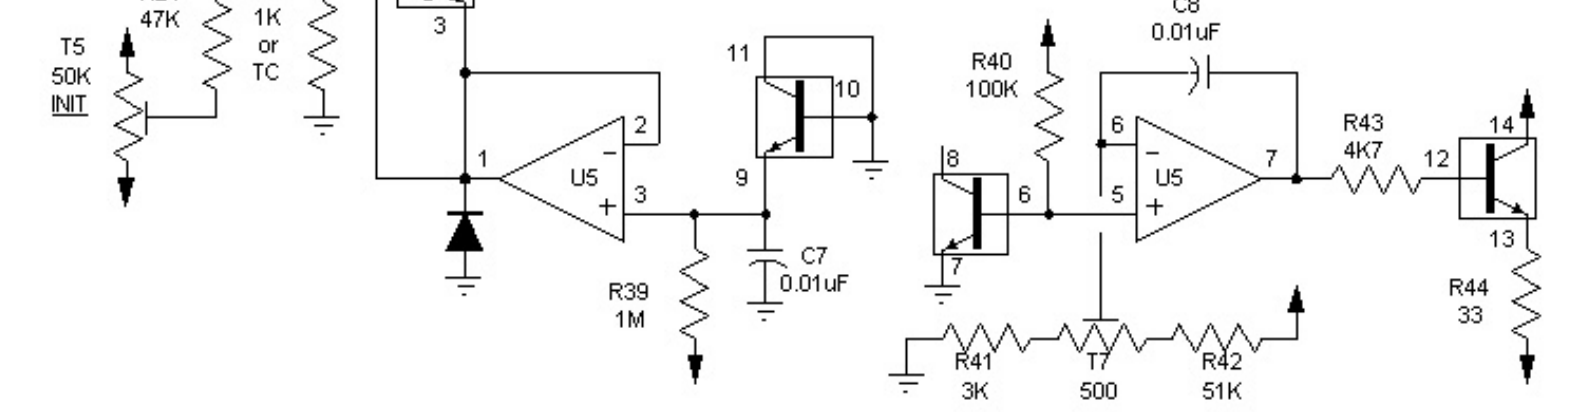 47K
1K
or
TC
T5
50K
INIT
3
1
2
-
U5
+
3
11
10
9
C7
0.01uF
R39
1M
C8
0.01uF
R40
100K
8
6
7
6
-
U5
5
+
7
R43
4K7
12
14
13
R44
33
R41
3K
T7
500
R42
51K